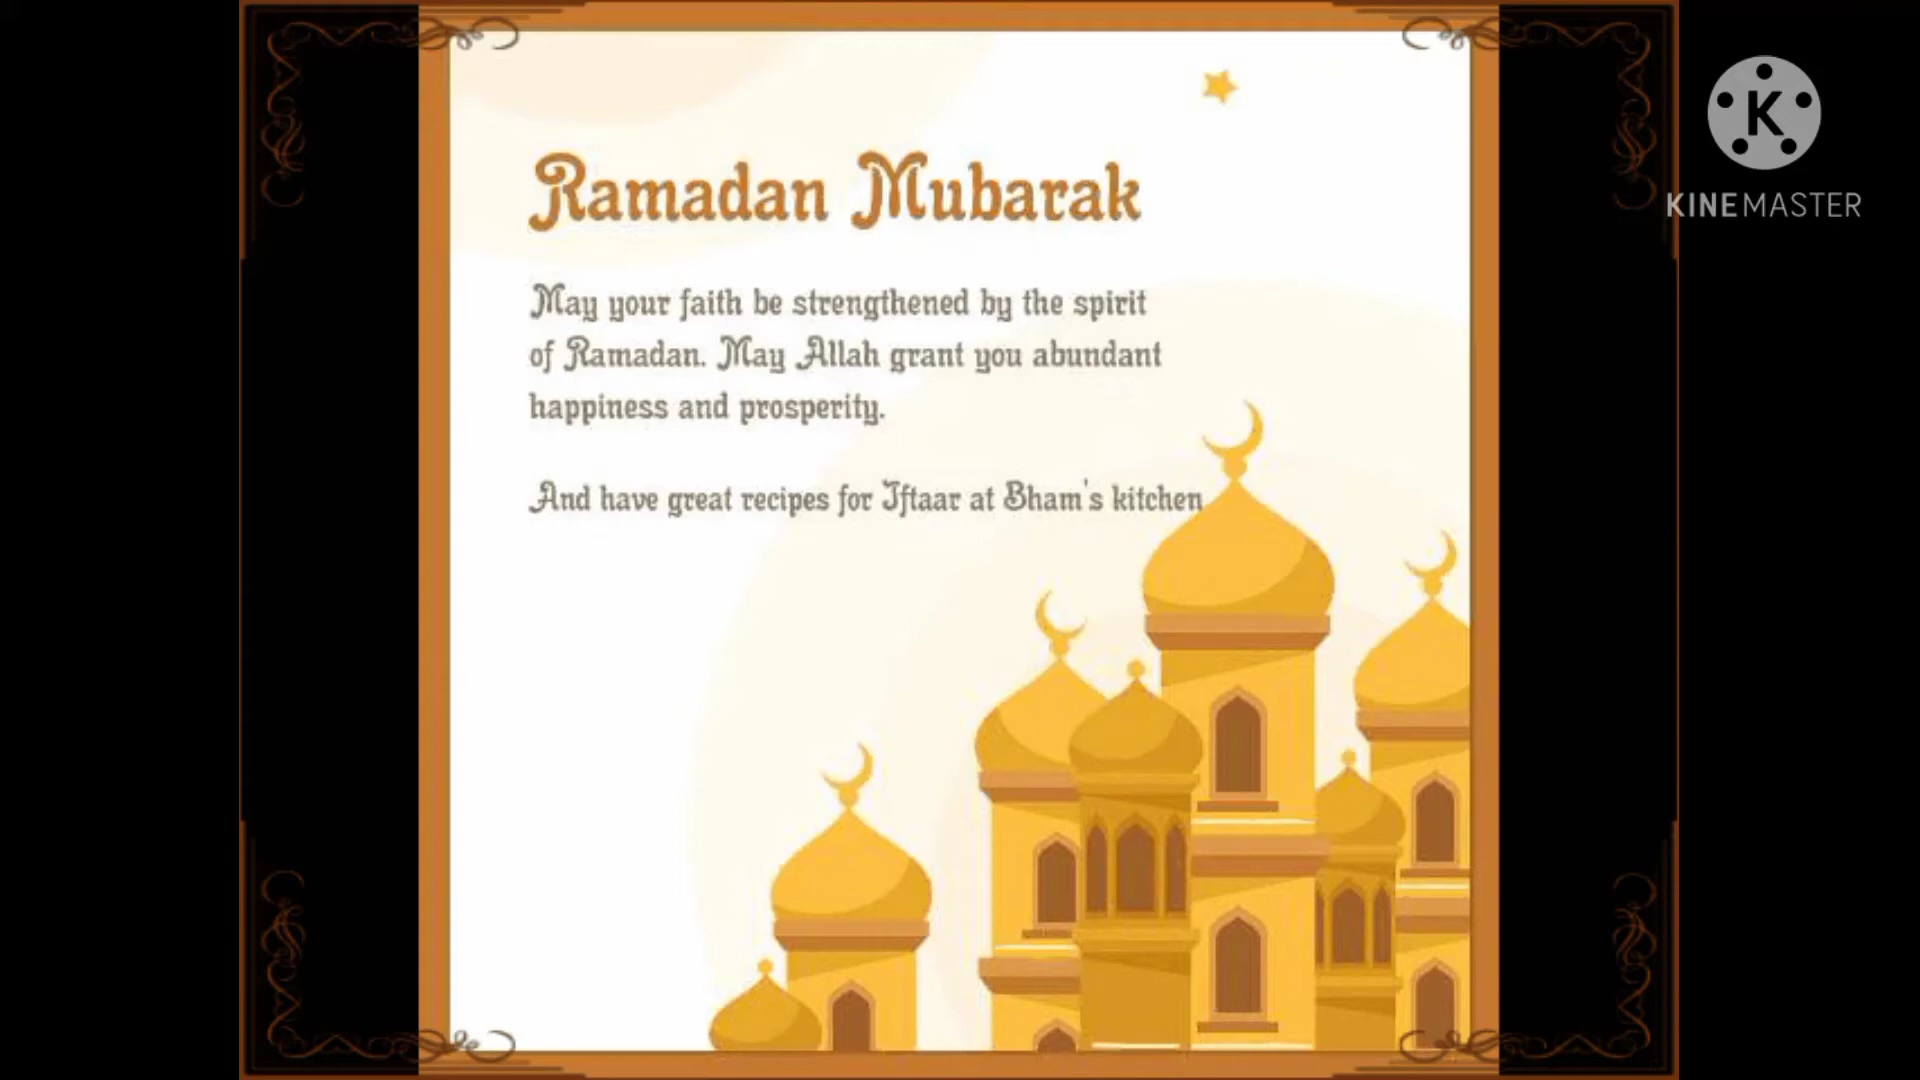 Ramadan Mubarak
May your faith be strengthened by the spirit
of Ramadan. May Allah grant you abundant
happiness and prosperity.
And have great recipes for Iftaar at Bham's kitchen
K
KINEMASTER